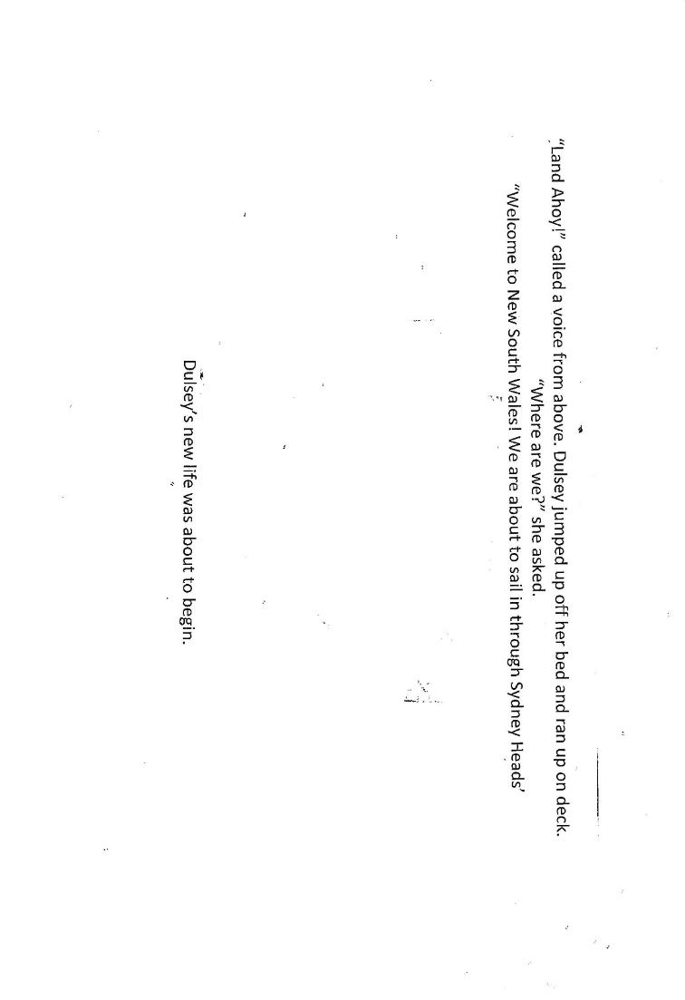 “Land Ahoy!” called a voice from above. Dulsey jumped up off her bed and ran up on deck.
“Where are we?” she asked.
“Welcome to New South Wales! We are about to sail in through Sydney Heads’
Dulsey’s new life was about to begin.